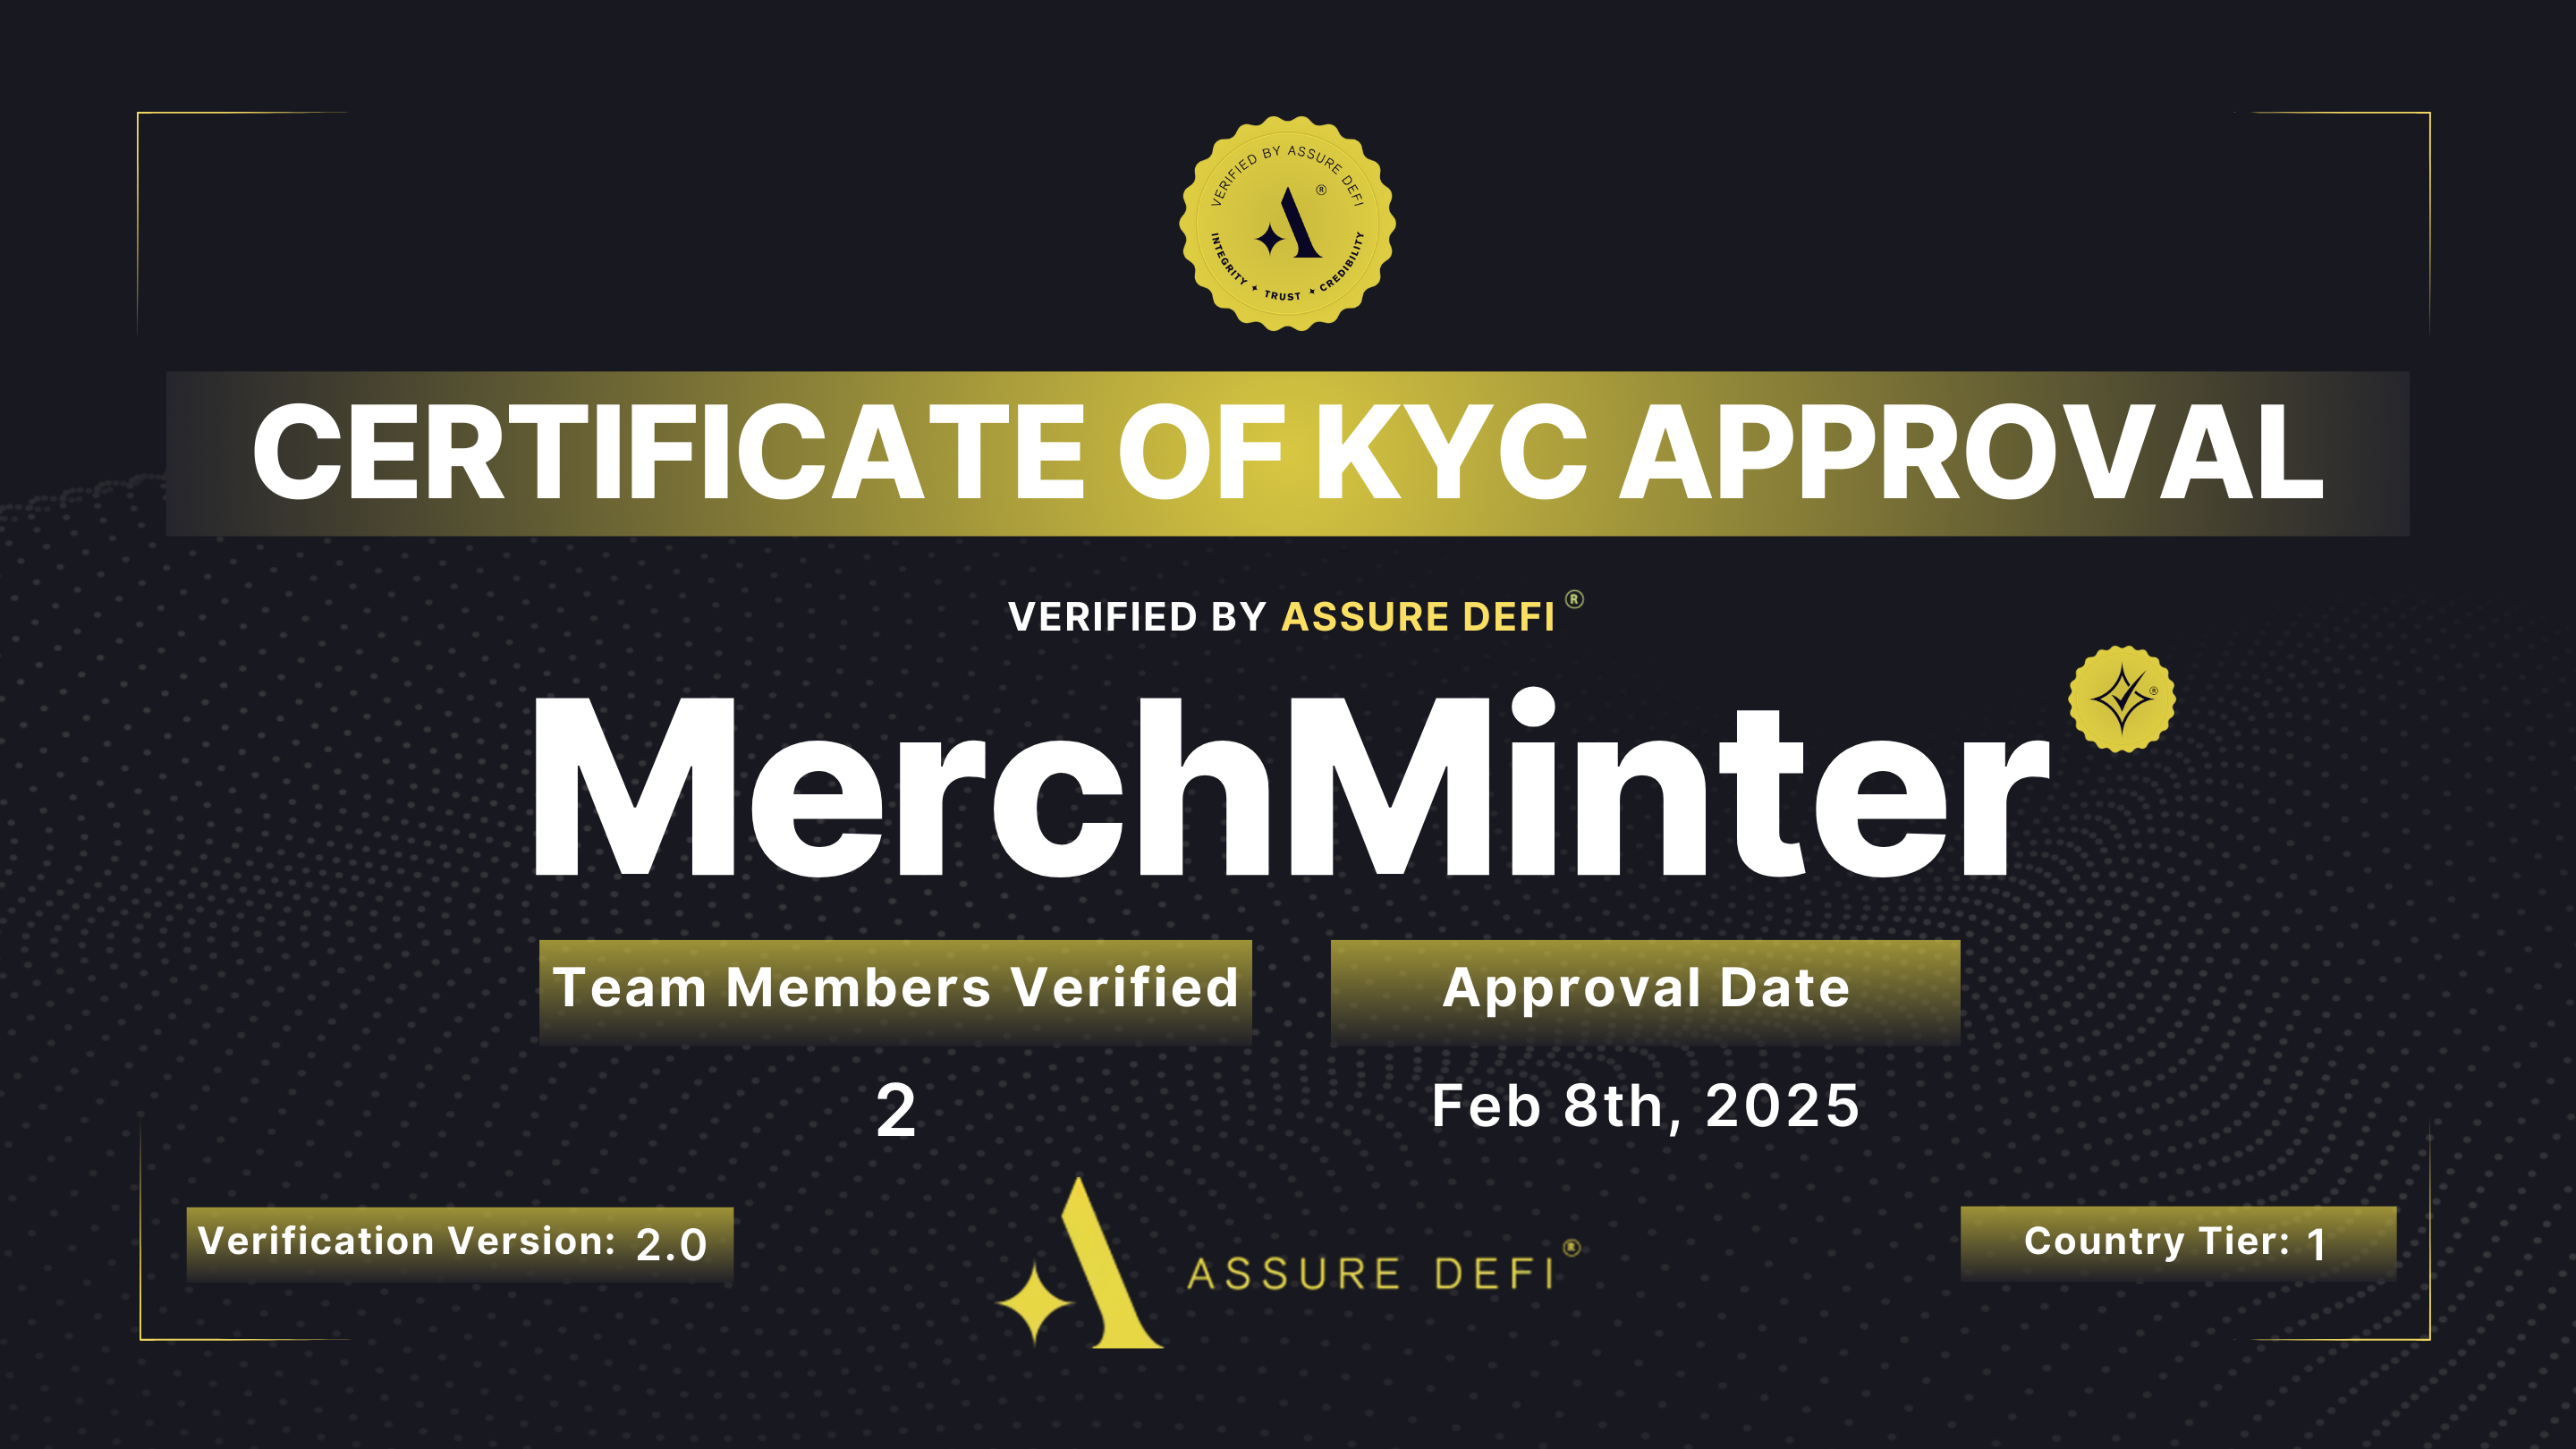 VERIFIED BY ASSURE DEFI
®
INTEGRITY ✦ TRUST ✦ CREDIBILITY
CERTIFICATE OF KYC APPROVAL
VERIFIED BY ASSURE DEFI ®
MerchMinter
®
Team Members Verified
2
Approval Date
Feb 8th, 2025
Verification Version: 2.0
ASSURE DEFI ®
Country Tier: 1